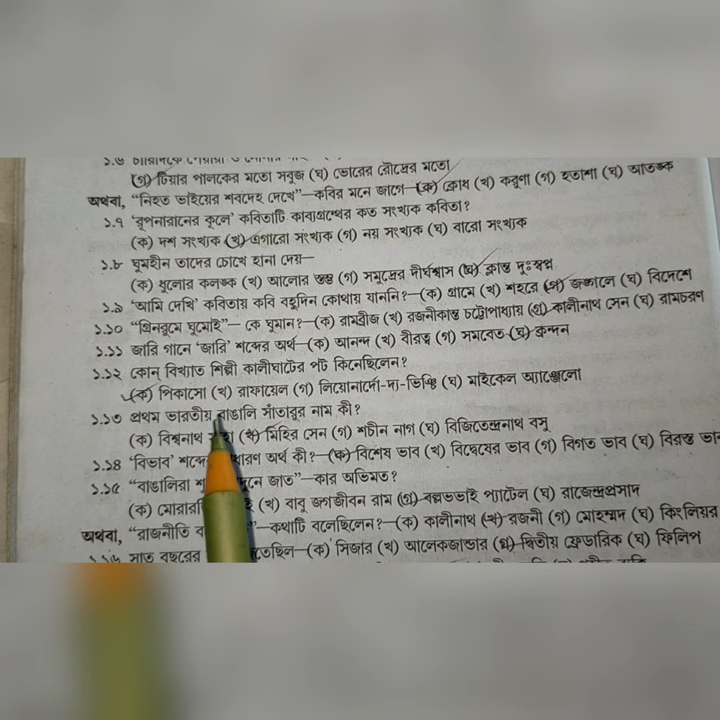 (গ) টিয়ার পালকের মতো সবুজ (ঘ) ভোরের রৌদ্রের মতো
অথবা, “নিহত ভাইয়ের শবদেহ দেখে”—কবির মনে জাগে—(ক) ক্রোধ (খ) করুণা (গ) হতাশা (ঘ) আতঙ্ক
১.৭ ‘রূপনারানের কূলে’ কবিতাটি কাব্যগ্রন্থের কত সংখ্যক কবিতা?
(ক) দশ সংখ্যক (খ) এগারো সংখ্যক (গ) নয় সংখ্যক (ঘ) বারো সংখ্যক
১.৮ ঘুমহীন তাদের চোখে হানা দেয়—
(ক) ধুলোর কলঙ্ক (খ) আলোর স্তম্ভ (গ) সমুদ্রের দীর্ঘশ্বাস (ঘ) ক্লান্ত দুঃস্বপ্ন
১.৯ ‘আমি দেখি’ কবিতায় কবি বহুদিন কোথায় যাননি?—(ক) গ্রামে (খ) শহরে (গ) জঙ্গলে (ঘ) বিদেশে
১.১০ “গ্রিনরুমে ঘুমোই”— কে ঘুমান?—(ক) রামব্রীজ (খ) রজনীকান্ত চট্টোপাধ্যায় (গ) কালীনাথ সেন (ঘ) রামচরণ
১.১১ জারি গানে ‘জারি’ শব্দের অর্থ—(ক) আনন্দ (খ) বীরত্ব (গ) সমবেত (ঘ) ক্রন্দন
১.১২ কোন্ বিখ্যাত শিল্পী কালীঘাটের পট কিনেছিলেন?
(ক) পিকাসো (খ) রাফায়েল (গ) লিয়োনার্দো-দ্য-ভিঞ্চি (ঘ) মাইকেল অ্যাঞ্জেলো
১.১৩ প্রথম ভারতীয় বাঙালি সাঁতারুর নাম কী?
(ক) বিশ্বনাথ (খ) মিহির সেন (গ) শচীন নাগ (ঘ) বিজিতেন্দ্রনাথ বসু
১.১৪ ‘বিভাব’ অর্থ কী?—(ক) বিশেষ ভাব (খ) বিদ্বেষের ভাব (গ) বিগত ভাব (ঘ) বিরক্ত ভাব
১.১৫ “বাঙালিরা জাত”—কার অভিমত?
(ক) (খ) বাবু জগজীবন রাম (গ) বল্লভভাই প্যাটেল (ঘ) রাজেন্দ্রপ্রসাদ
অথবা, “রাজনীতি —কথাটি বলেছিলেন?—(ক) কালীনাথ (খ) রজনী (গ) মোহম্মদ (ঘ) কিংলিয়র
১.১৬ সাত বছরের (ক) সিজার (খ) আলেকজান্ডার (গ) দ্বিতীয় ফ্রেডারিক (ঘ) ফিলিপ